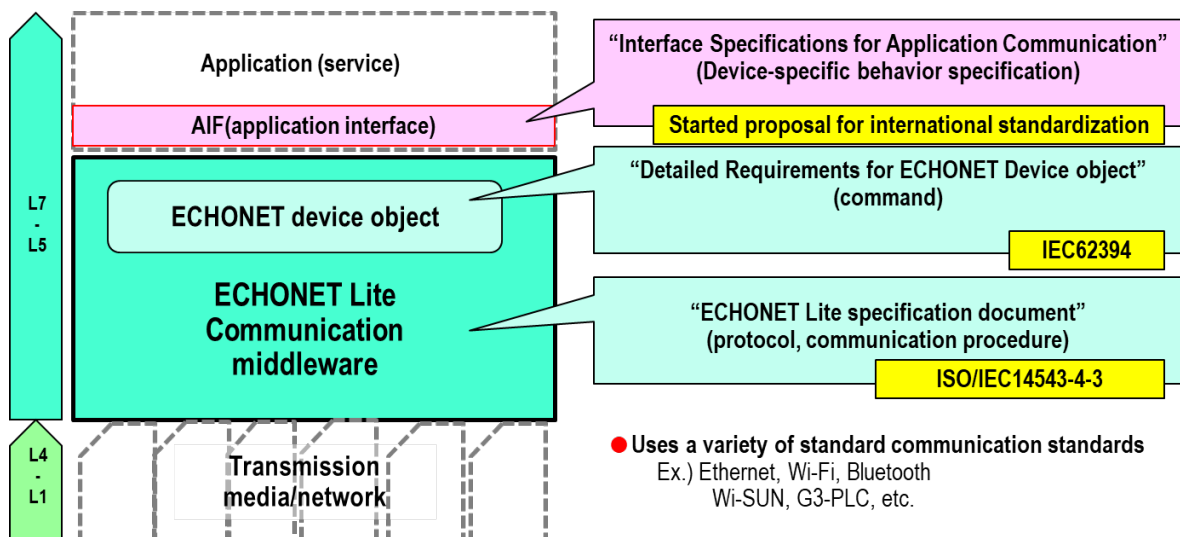 Application (service)
AIF(application interface)
L7
-
L5
ECHONET device object
ECHONET Lite
Communication
middleware
L4
-
L1
Transmission
media/network
“Interface Specifications for Application Communication”
(Device-specific behavior specification)
Started proposal for international standardization
“Detailed Requirements for ECHONET Device object”
(command)
IEC62394
“ECHONET Lite specification document”
(protocol, communication procedure)
ISO/IEC14543-4-3
● Uses a variety of standard communication standards
Ex.) Ethernet, Wi-Fi, Bluetooth
Wi-SUN, G3-PLC, etc.